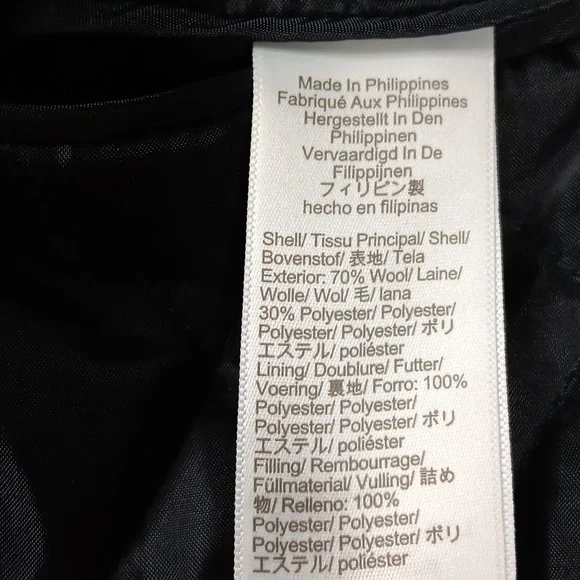 Made In Philippines
Fabriqué Aux Philippines
Hergestellt In Den
Philippinen
Vervaardigd In De
Filippijnen
フィリピン製
hecho en filipinas
Shell/ Tissu Principal/ Shell/
Bovenstof/ 表地/ Tela
Exterior: 70% Wool/ Laine/
Wolle/ Wol/ 毛/ lana
30% Polyester/ Polyester/
Polyester/ Polyester/ ポリ
エステル/ poliéster
Lining/ Doublure/ Futter/
Voering/ 裏地/ Forro: 100%
Polyester/ Polyester/
Polyester/ Polyester/ ポリ
エステル/ poliéster
Filling/ Rembourrage/
Füllmaterial/ Vulling/ 詰め
物/ Relleno: 100%
Polyester/ Polyester/
Polyester/ Polyester/ ポリ
エステル/ poliéster